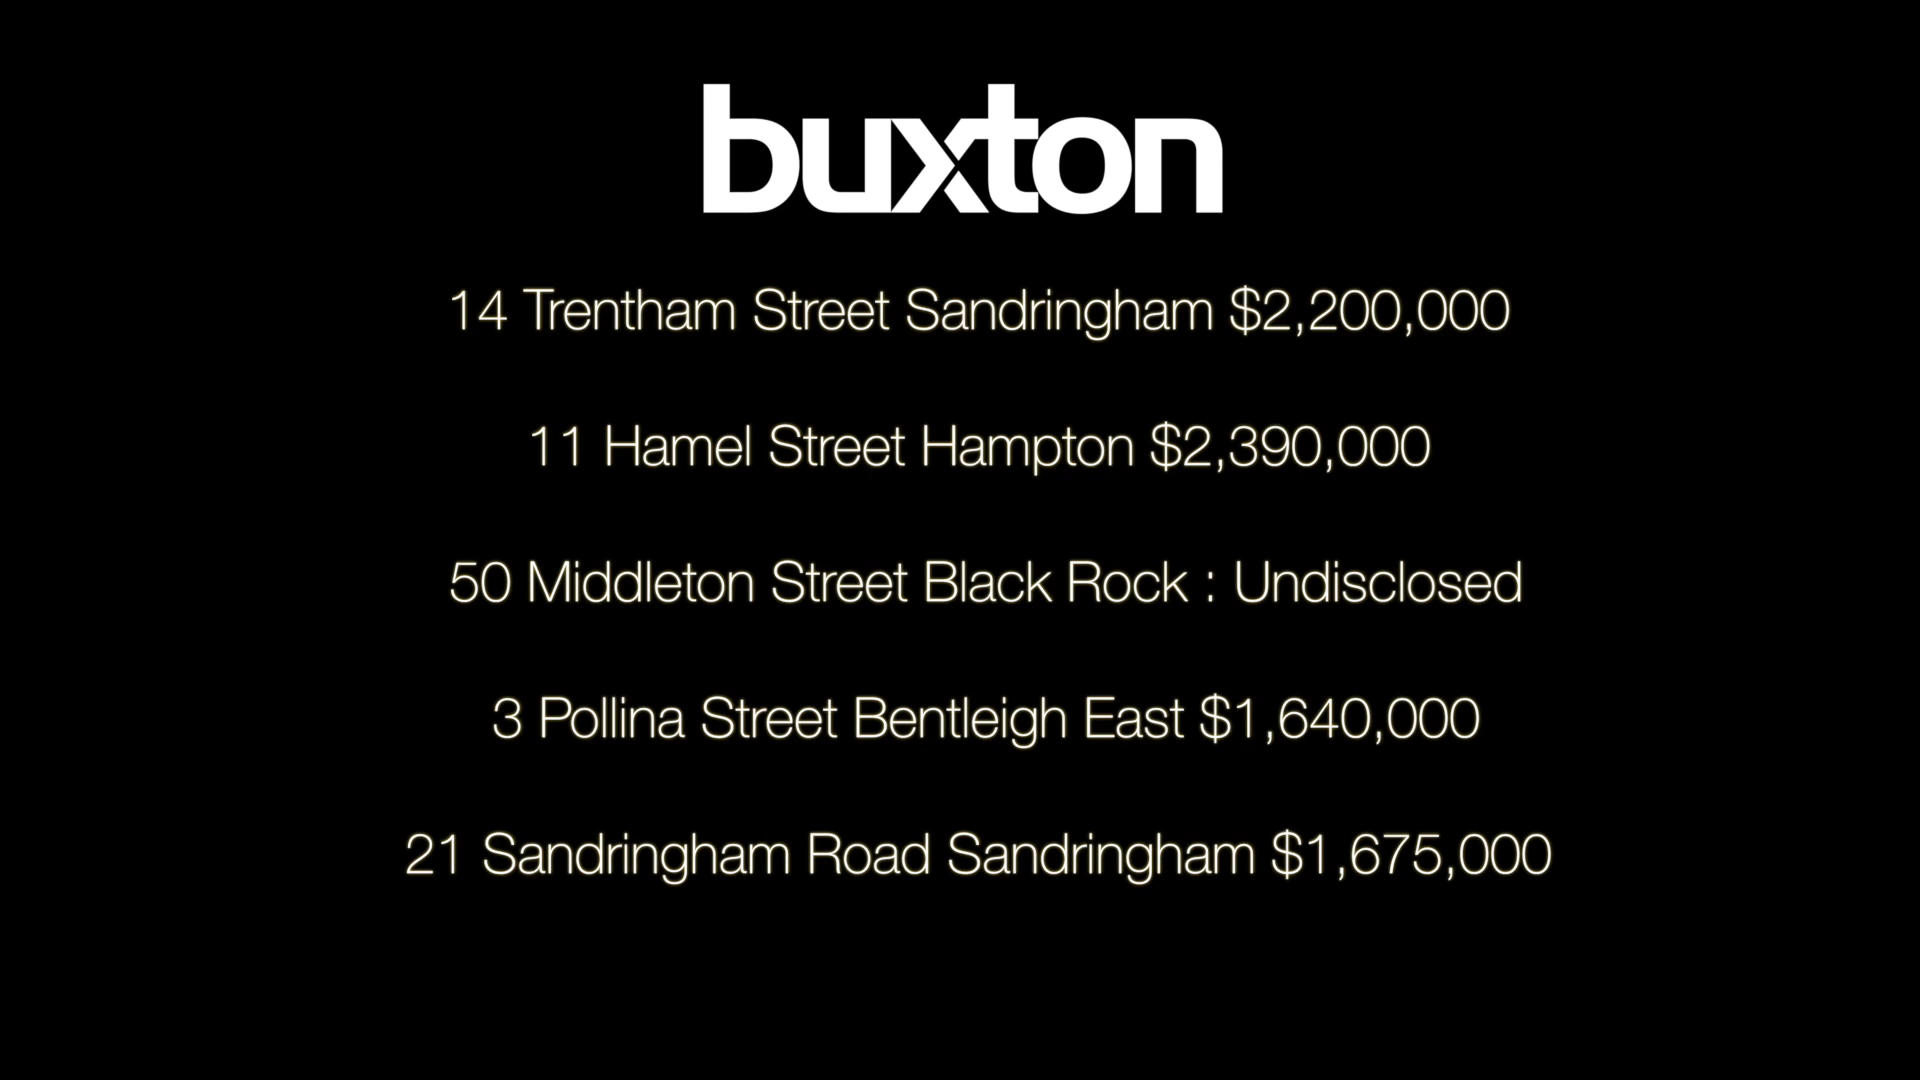 buxton
14 Trentham Street Sandringham $2,200,000
11 Hamel Street Hampton $2,390,000
50 Middleton Street Black Rock : Undisclosed
3 Pollina Street Bentleigh East $1,640,000
21 Sandringham Road Sandringham $1,675,000